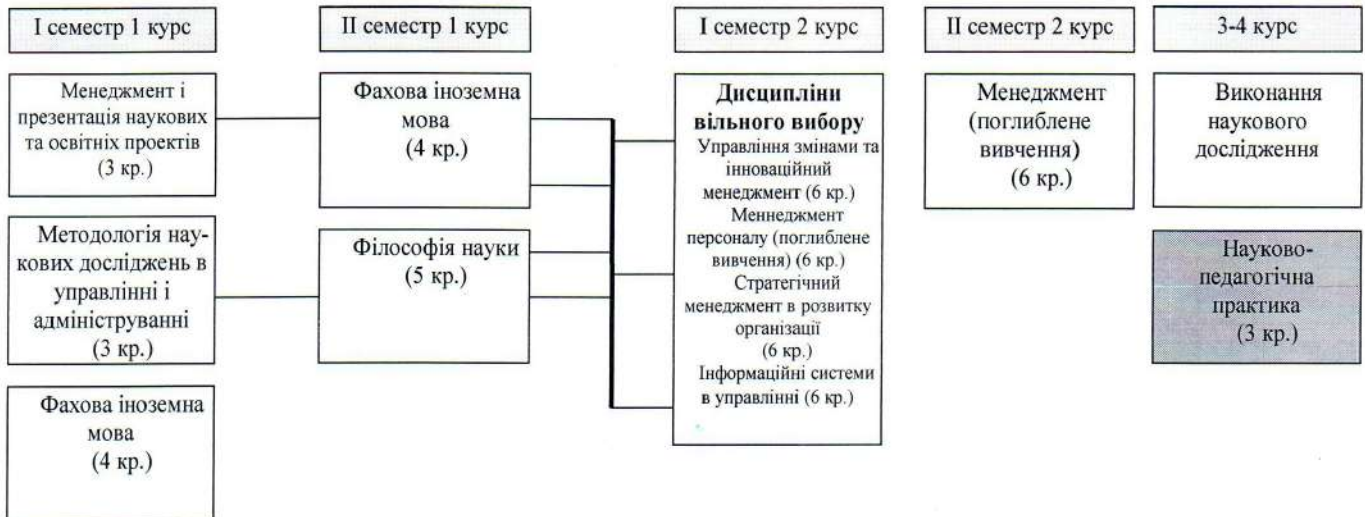 І семестр 1 курс
Менеджмент і
презентація наукових
та освітніх проектів
(3 кр.)
Методологія нау-
кових досліджень в
управлінні і
адмініструванні
(3 кр.)
Фахова іноземна
мова
(4 кр.)
ІІ семестр 1 курс
Фахова іноземна
мова
(4 кр.)
Філософія науки
(5 кр.)
І семестр 2 курс
Дисципліни
вільного вибору
Управління змінами та
інноваційний
менеджмент (6 кр.)
Меннеджмент
персоналу (поглиблене
вивчення) (6 кр.)
Стратегічний
менеджмент в розвитку
організації
(6 кр.)
Інформаційні системи
в управлінні (6 кр.)
ІІ семестр 2 курс
Менеджмент
(поглиблене
вивчення)
(6 кр.)
3-4 курс
Виконання
наукового
дослідження
Науково-
педагогічна
практика
(3 кр.)